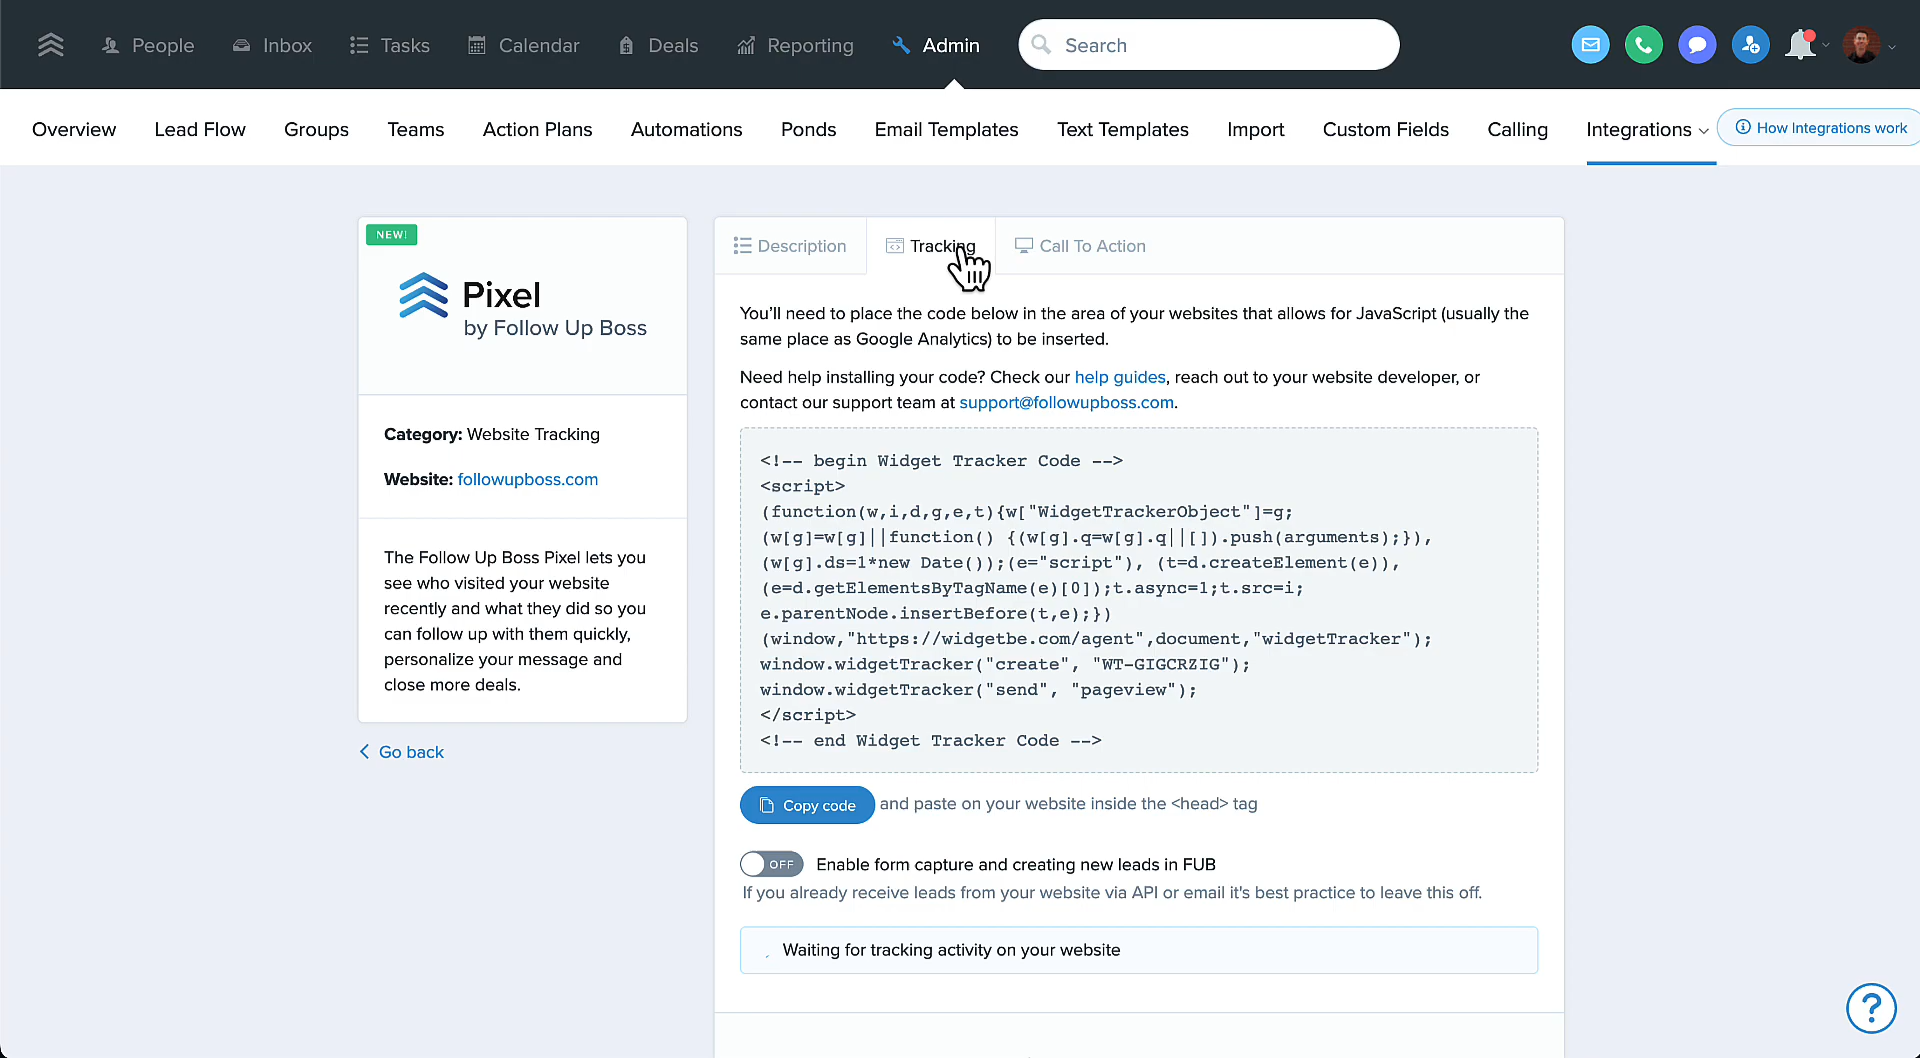 People
Inbox
Tasks
Calendar
Deals
Reporting
Admin
Search
Overview
Lead Flow
Groups
Teams
Action Plans
Automations
Ponds
Email Templates
Text Templates
Import
Custom Fields
Calling
Integrations
How Integrations work
NEW!
Pixel
by Follow Up Boss
Category: Website Tracking
Website: followupboss.com
The Follow Up Boss Pixel lets you
see who visited your website
recently and what they did so you
can follow up with them quickly,
personalize your message and
close more deals.
Go back
Description
Tracking
Call To Action
You'll need to place the code below in the area of your websites that allows for JavaScript (usually the
same place as Google Analytics) to be inserted.
Need help installing your code? Check our help guides, reach out to your website developer, or
contact our support team at support@followupboss.com.
<!-- begin Widget Tracker Code -->
<script>
(function(w,i,d,g,e,t){w["WidgetTrackerObject"]=g;
(w[g]=w[g]||function() {(w[g].q=w[g].q||[]).push(arguments);}),
(w[g].ds=1*new Date());(e="script"), (t=d.createElement(e)),
(e=d.getElementsByTagName(e)[0]);t.async=1;t.src=i;
e.parentNode.insertBefore(t,e);})
(window,"https://widgetbe.com/agent",document,"widgetTracker");
window.widgetTracker("create", "WT-GIGCRZIG");
window.widgetTracker("send", "pageview");
</script>
<!-- end Widget Tracker Code -->
Copy code and paste on your website inside the <head> tag
OFF Enable form capture and creating new leads in FUB
If you already receive leads from your website via API or email it's best practice to leave this off.
Waiting for tracking activity on your website
?